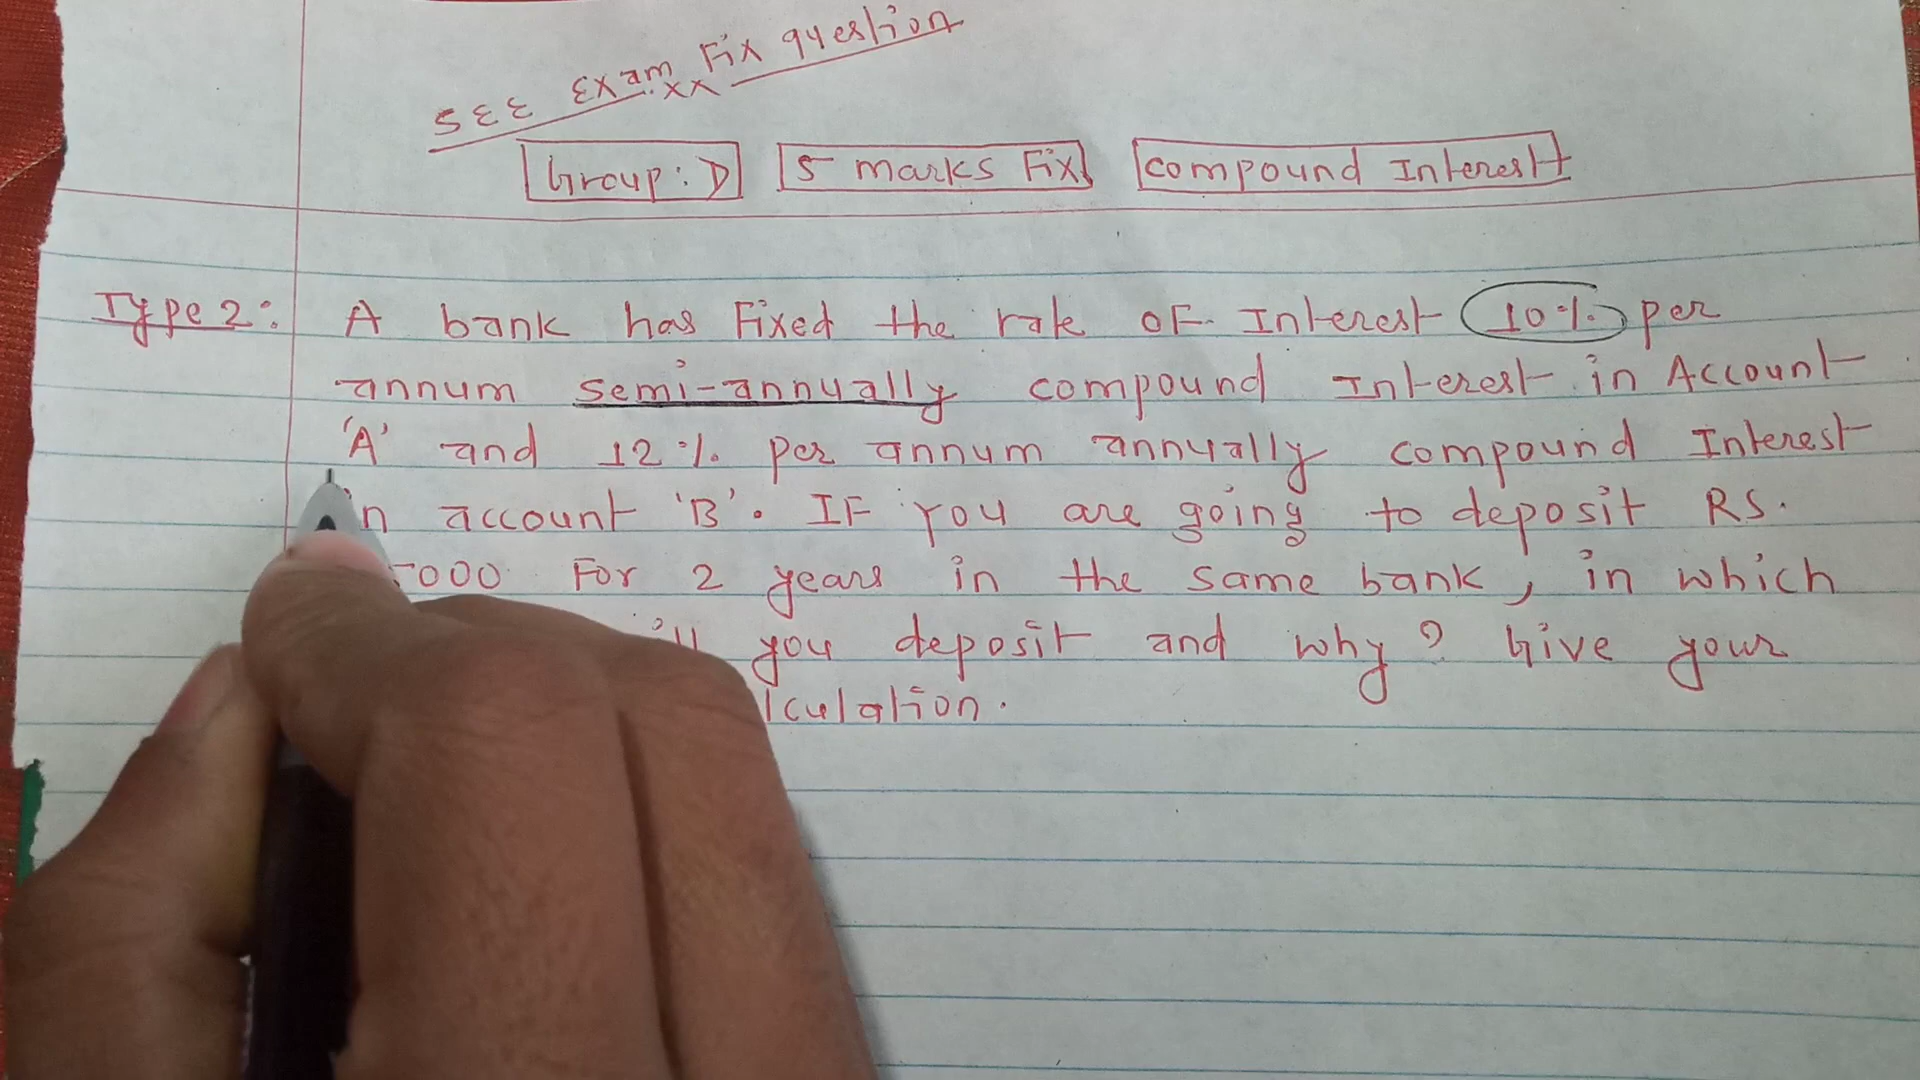 SEE Exam Fix question
xx
Group: D 5 marks Fix compound Interest
Type 2: A bank has Fixed the rate of Interest 10% per
annum semi-annually compound Interest in Account
'A' and 12% per annum annually compound Interest
in account 'B'. IF you are going to deposit RS.
000 For 2 years in the same bank, in which
you deposit and why? Give your
lculation.